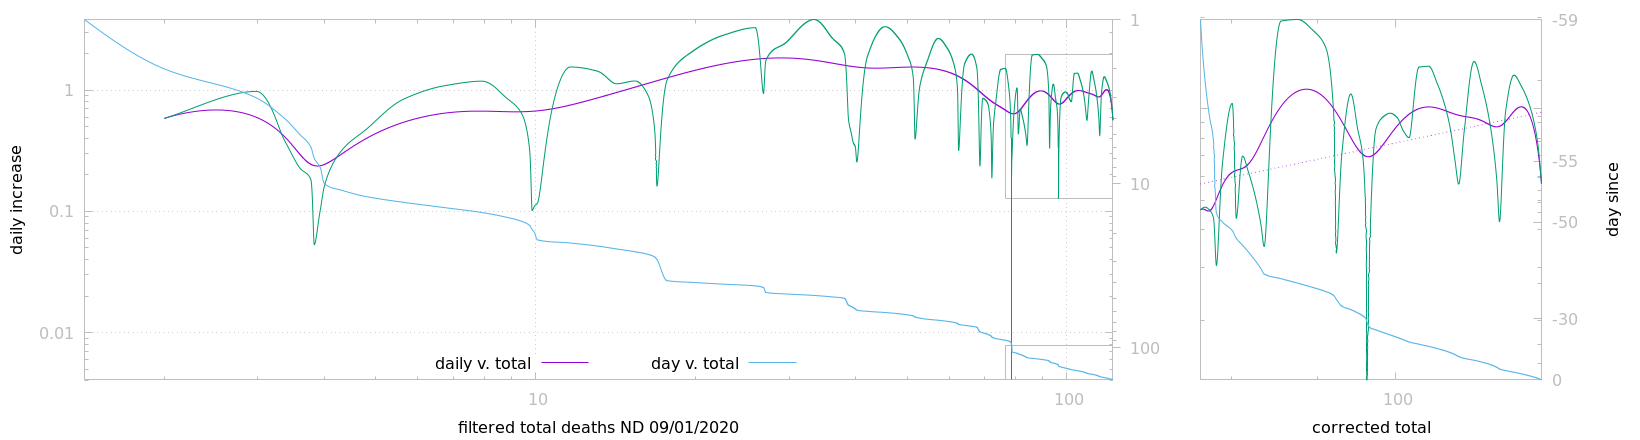 daily increase
1
0.1
0.01
10
100
1
10
100
daily v. total
day v. total
filtered total deaths ND 09/01/2020
-59
-55
-50
-30
0
day since
100
corrected total